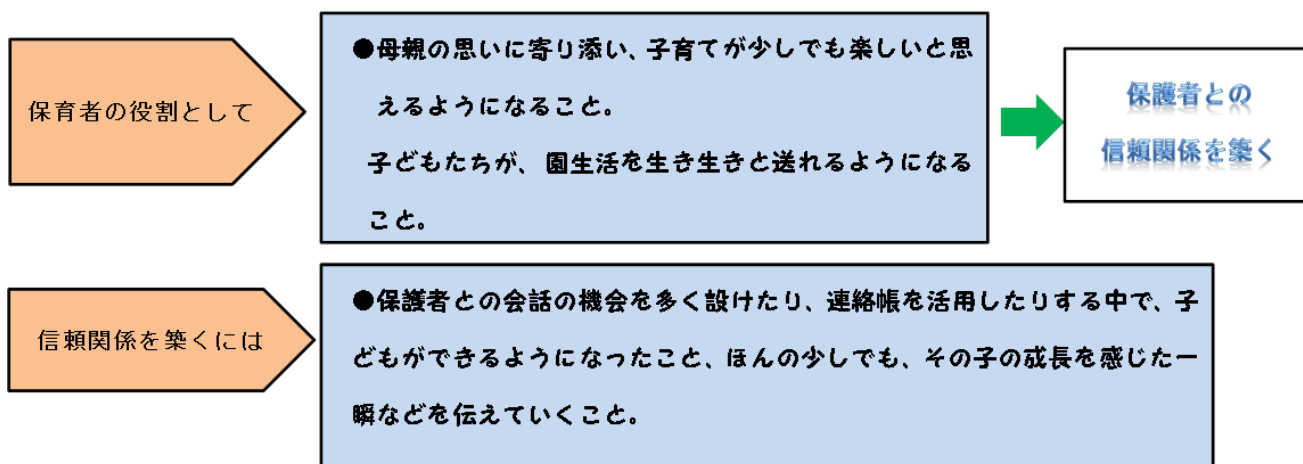 保育者の役割として
●母親の思いに寄り添い、子育てが少しでも楽しいと思
えるようになること。
子どもたちが、園生活を生き生きと送れるようになる
こと。
保護者との
信頼関係を築く
信頼関係を築くには
●保護者との会話の機会を多く設けたり、連絡帳を活用したりする中で、子
どもができるようになったこと、ほんの少しでも、その子の成長を感じた一
瞬などを伝えていくこと。